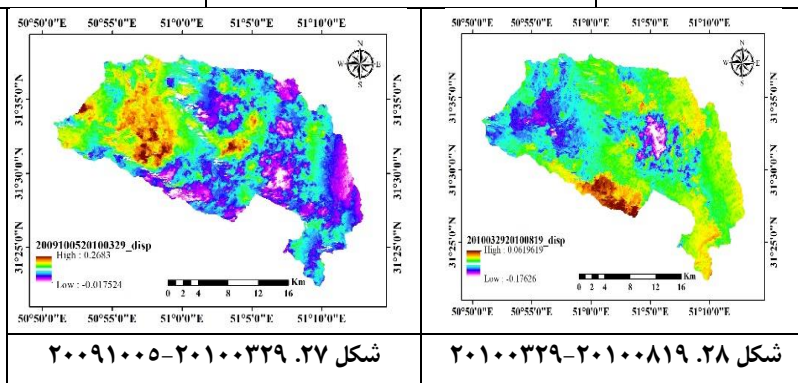 50°50'0"E 50°55'0"E 51°0'0"E 51°5'0"E 51°10'0"E
N
W E
S
31°35'0"N
31°35'0"N
31°30'0"N
31°30'0"N
31°25'0"N
31°25'0"N
2009100520100329_disp
High : 0.2683
Low : -0.017524
Km
0 2 4 8 12 16
50°50'0"E 50°55'0"E 51°0'0"E 51°5'0"E 51°10'0"E
شکل ۲۷. ۲۰۱۰۰۳۲۹-۲۰۰۹۱۰۰۵
50°50'0"E 50°55'0"E 51°0'0"E 51°5'0"E 51°10'0"E
N
W E
S
31°35'0"N
31°35'0"N
31°30'0"N
31°30'0"N
31°25'0"N
31°25'0"N
2010032920100819_disp
High : 0.0619619
Low : -0.17626
Km
0 2 4 8 12 16
50°50'0"E 50°55'0"E 51°0'0"E 51°5'0"E 51°10'0"E
شکل ۲۸. ۲۰۱۰۰۸۱۹-۲۰۱۰۰۳۲۹